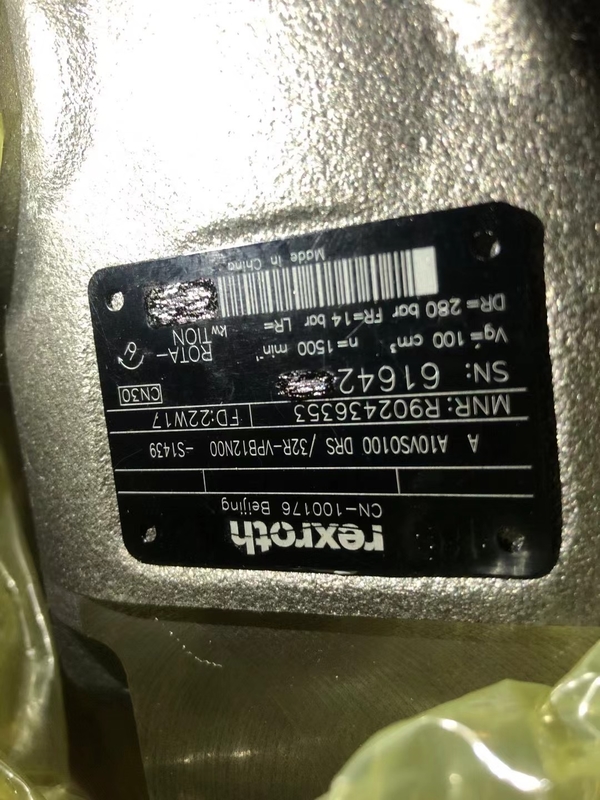 rexroth
CN-100176 Beijing
A A10VSO100 DRS /32R-VPB12N00 -S1439
MNR: R902436353 FD:22W17 CN30
SN: 61642
Vg= 100 cm³ n=1500 min⁻¹ ROTA-
TION
DR= 280 bar FR=14 bar LR= kW
Made in China